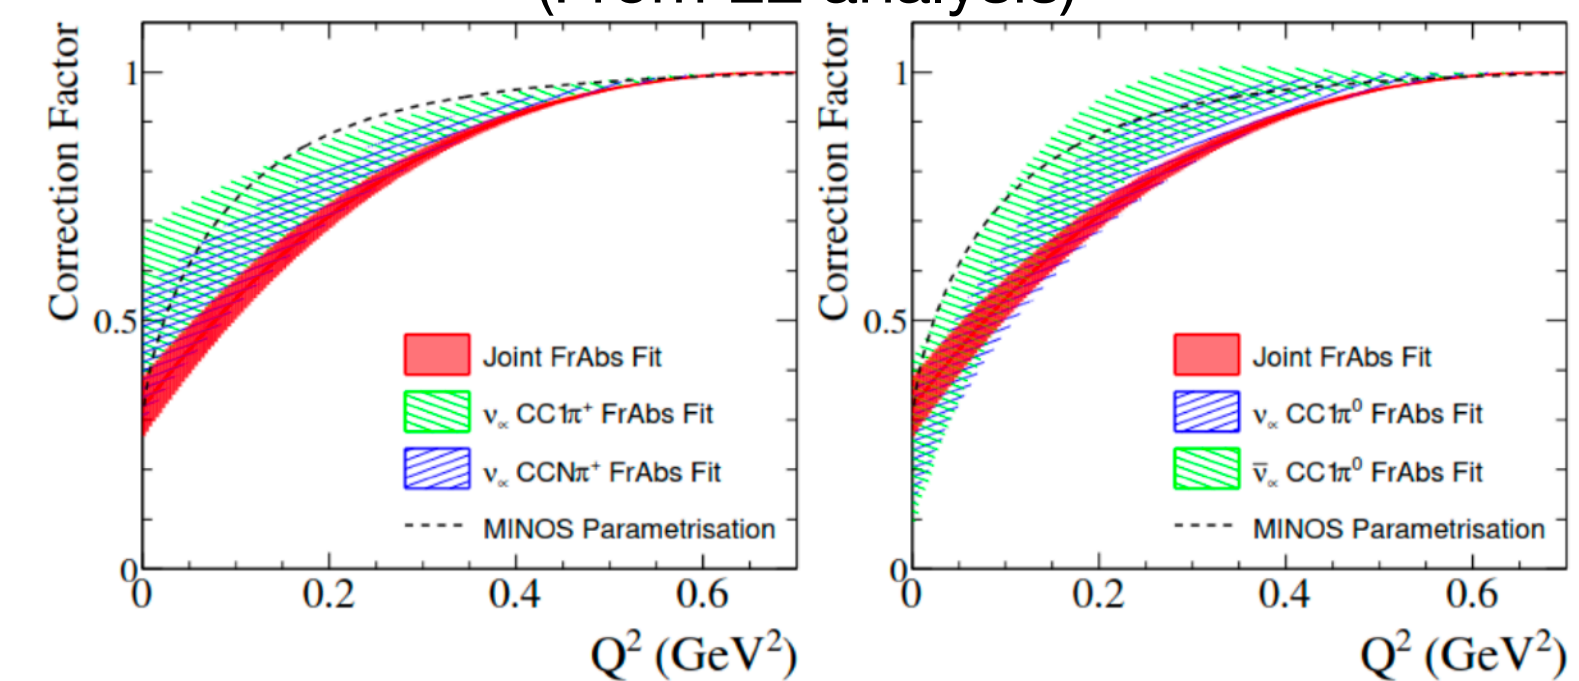 Correction Factor
1
0.5
0
0 0.2 0.4 0.6
Q² (GeV²)
Joint FrAbs Fit
ν∝ CC1π⁺ FrAbs Fit
ν∝ CCNπ⁺ FrAbs Fit
MINOS Parametrisation
Correction Factor
1
0.5
0
0 0.2 0.4 0.6
Q² (GeV²)
Joint FrAbs Fit
ν∝ CC1π⁰ FrAbs Fit
ν̅∝ CC1π⁰ FrAbs Fit
MINOS Parametrisation